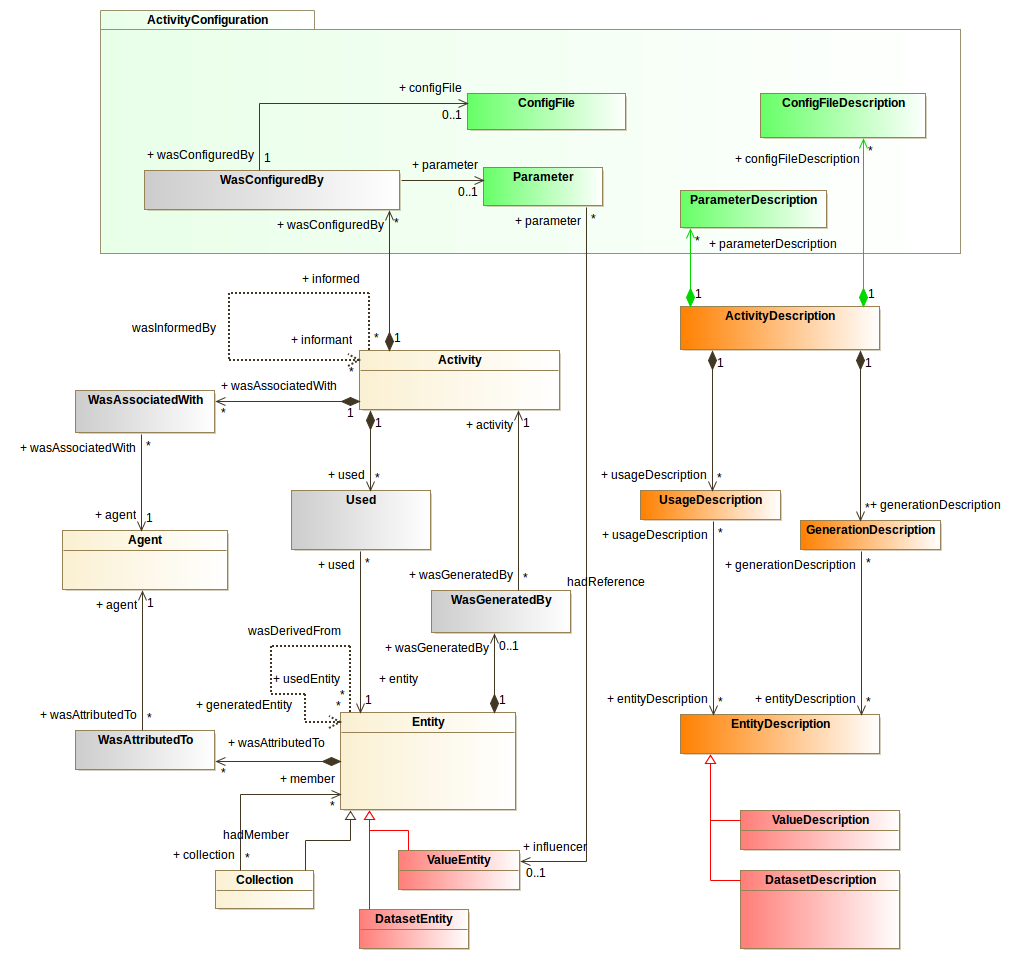 ActivityConfiguration
+ configFile
0..1
ConfigFile
ConfigFileDescription
+ wasConfiguredBy
1
+ parameter
0..1
+ configFileDescription
*
WasConfiguredBy
Parameter
+ parameter
*
ParameterDescription
+ wasConfiguredBy
*
*
+ parameterDescription
+ informed
1
1
wasInformedBy
+ informant
*
1
ActivityDescription
*
Activity
1
1
+ wasAssociatedWith
*
1
WasAssociatedWith
1
+ activity
1
+ wasAssociatedWith
*
+ used
*
+ usageDescription
*
Used
UsageDescription
*
+ generationDescription
+ agent
1
+ usageDescription
*
GenerationDescription
Agent
+ used
*
+ generationDescription
*
+ wasGeneratedBy
*
hadReference
+ agent
1
WasGeneratedBy
wasDerivedFrom
+ wasGeneratedBy
0..1
+ usedEntity
+ entity
*
1
1
+ generatedEntity
*
+ entityDescription
*
+ entityDescription
*
+ wasAttributedTo
*
Entity
EntityDescription
WasAttributedTo
+ wasAttributedTo
*
+ member
*
hadMember
ValueDescription
+ collection
*
+ influencer
ValueEntity
0..1
Collection
DatasetDescription
DatasetEntity